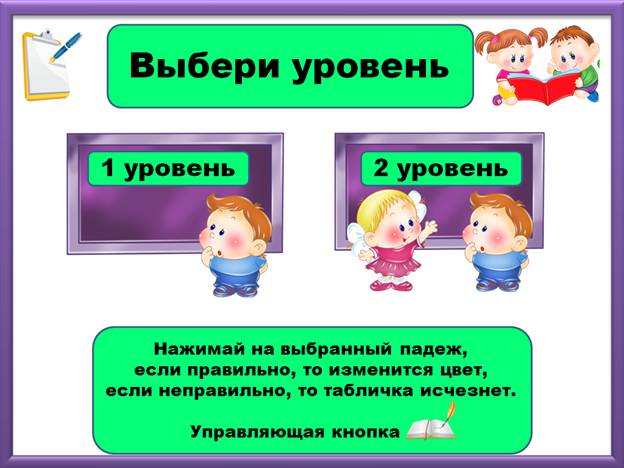 Выбери уровень
1 уровень
2 уровень
Нажимай на выбранный падеж,
если правильно, то изменится цвет,
если неправильно, то табличка исчезнет.
Управляющая кнопка